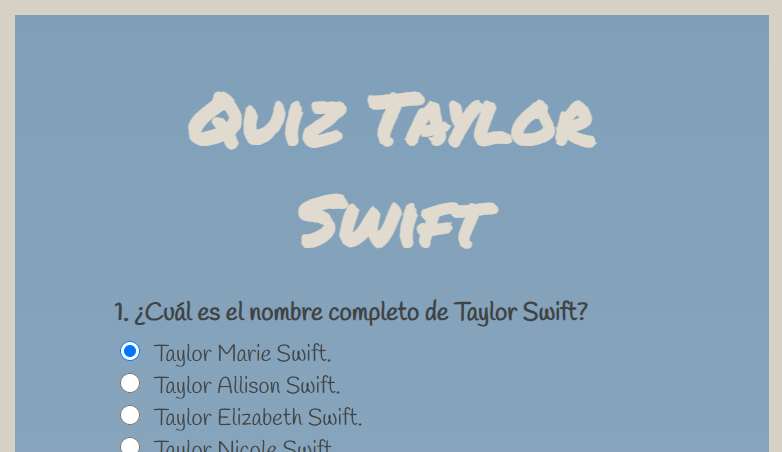 Quiz Taylor
Swift
1. ¿Cuál es el nombre completo de Taylor Swift?
Taylor Marie Swift.
Taylor Allison Swift.
Taylor Elizabeth Swift.
Taylor Nicole Swift.